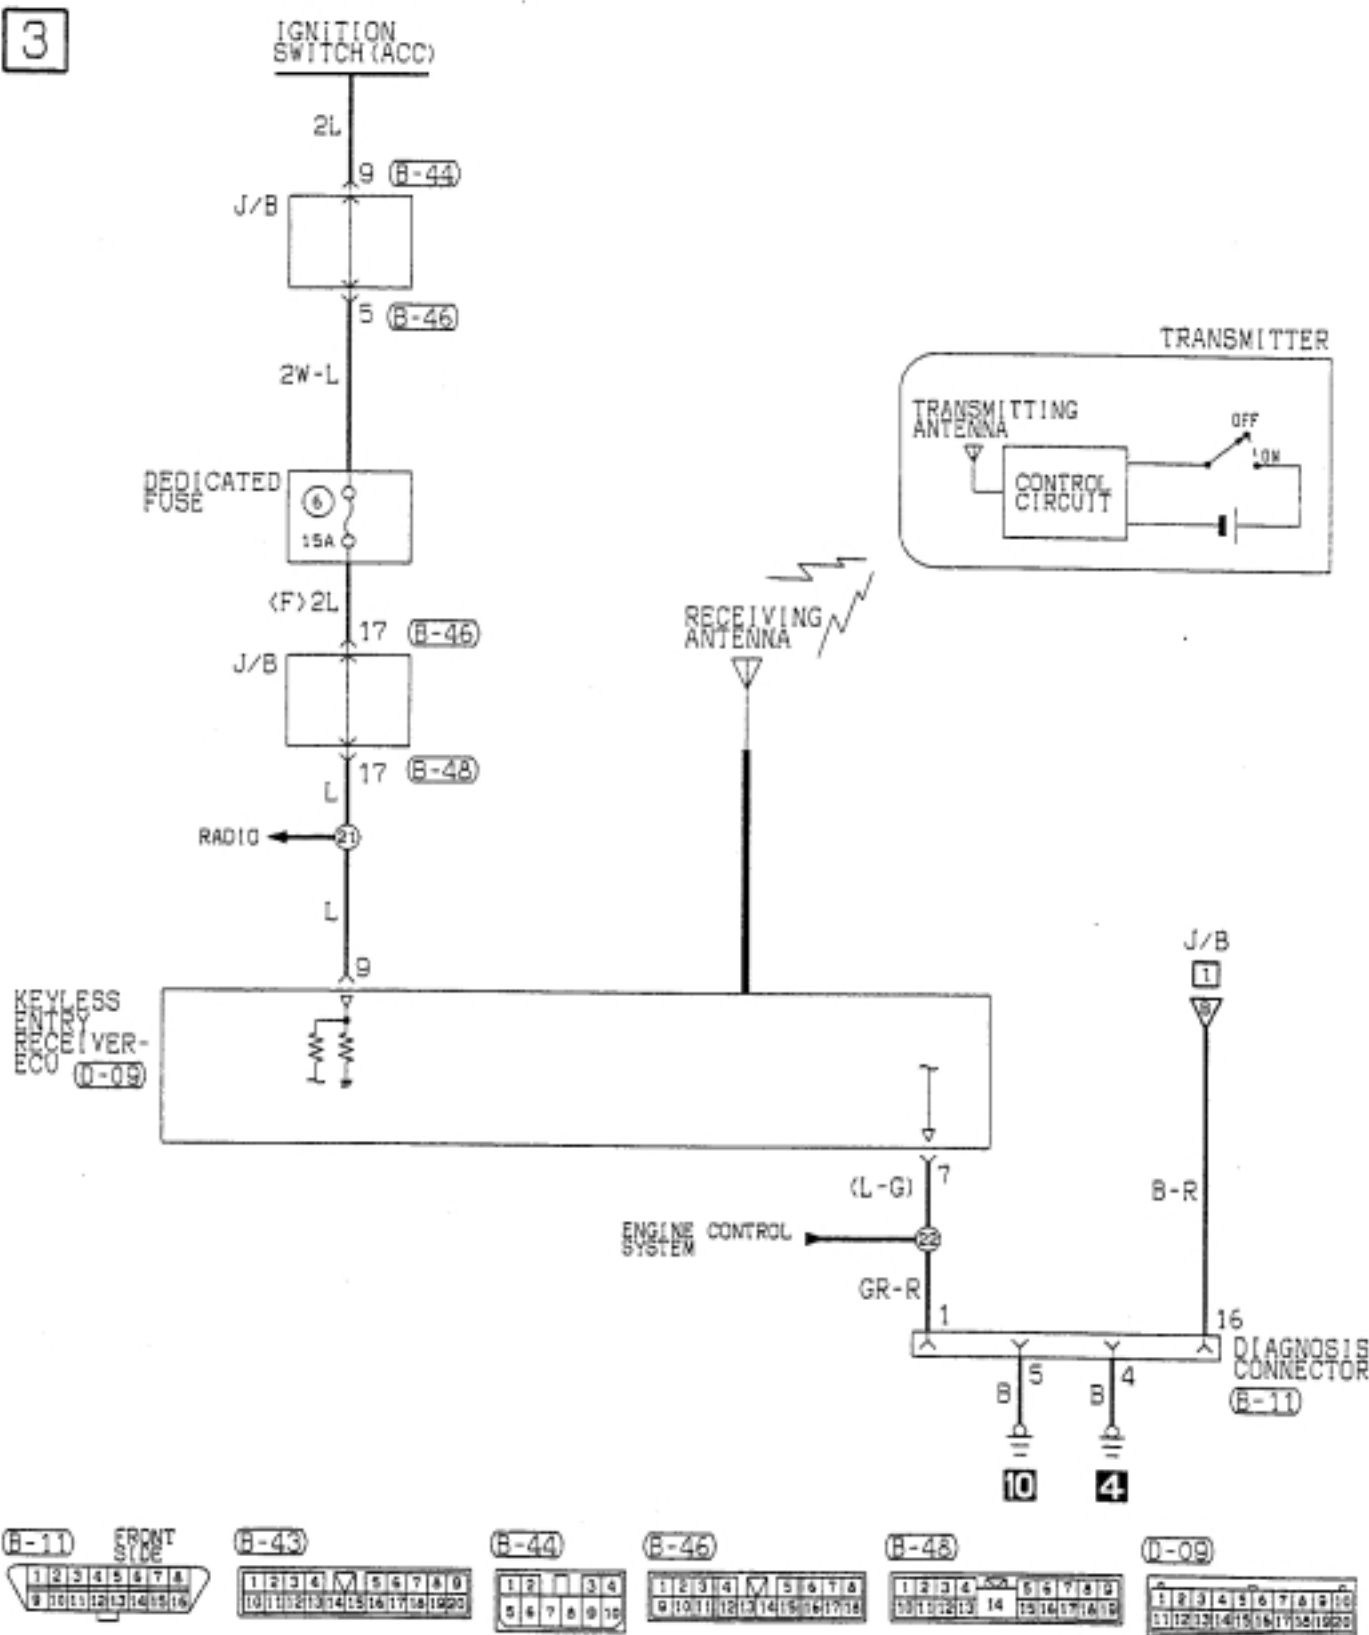 3
IGNITION
SWITCH(ACC)
2L
9 (B-44)
J/B
5 (B-46)
2W-L
TRANSMITTER
TRANSMITTING
ANTENNA
OFF
ON
CONTROL
CIRCUIT
DEDICATED
FUSE
6
15A
<F>2L
17 (B-46)
J/B
RECEIVING
ANTENNA
17 (B-48)
L
RADIO
21
L
9
J/B
1
8
KEYLESS
ENTRY
RECEIVER-
ECU (D-09)
7
(L-G)
B-R
ENGINE CONTROL
SYSTEM
22
GR-R
1
16
DIAGNOSIS
CONNECTOR
(B-11)
B 5
B 4
10
4
(B-11) FRONT
SIDE
1 2 3 4 5 6 7 8
9 10 11 12 13 14 15 16
(B-43)
1 2 3 4 5 6 7 8 9
10 11 12 13 14 15 16 17 18 19 20
(B-44)
1 2 3 4
5 6 7 8 9 10
(B-46)
1 2 3 4 5 6 7 8
9 10 11 12 13 14 15 16 17 18
(B-48)
1 2 3 4 5 6 7 8 9
10 11 12 13 14 15 16 17 18 19
(D-09)
1 2 3 4 5 6 7 8 9 10
11 12 13 14 15 16 17 18 19 20